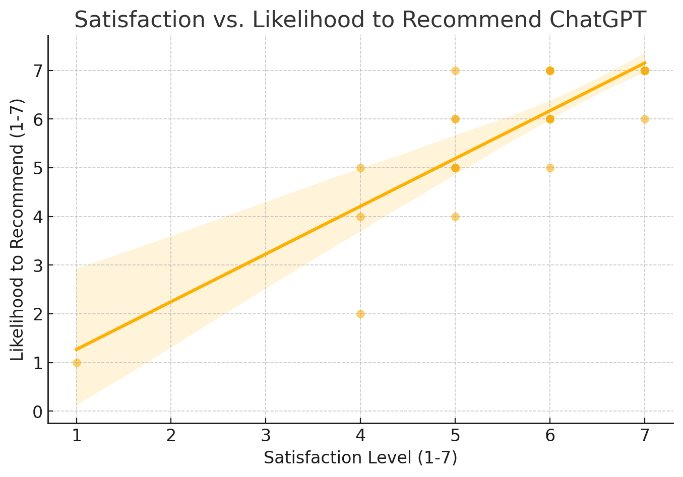 Satisfaction vs. Likelihood to Recommend ChatGPT
Likelihood to Recommend (1-7)
7
6
5
4
3
2
1
0
1 2 3 4 5 6 7
Satisfaction Level (1-7)